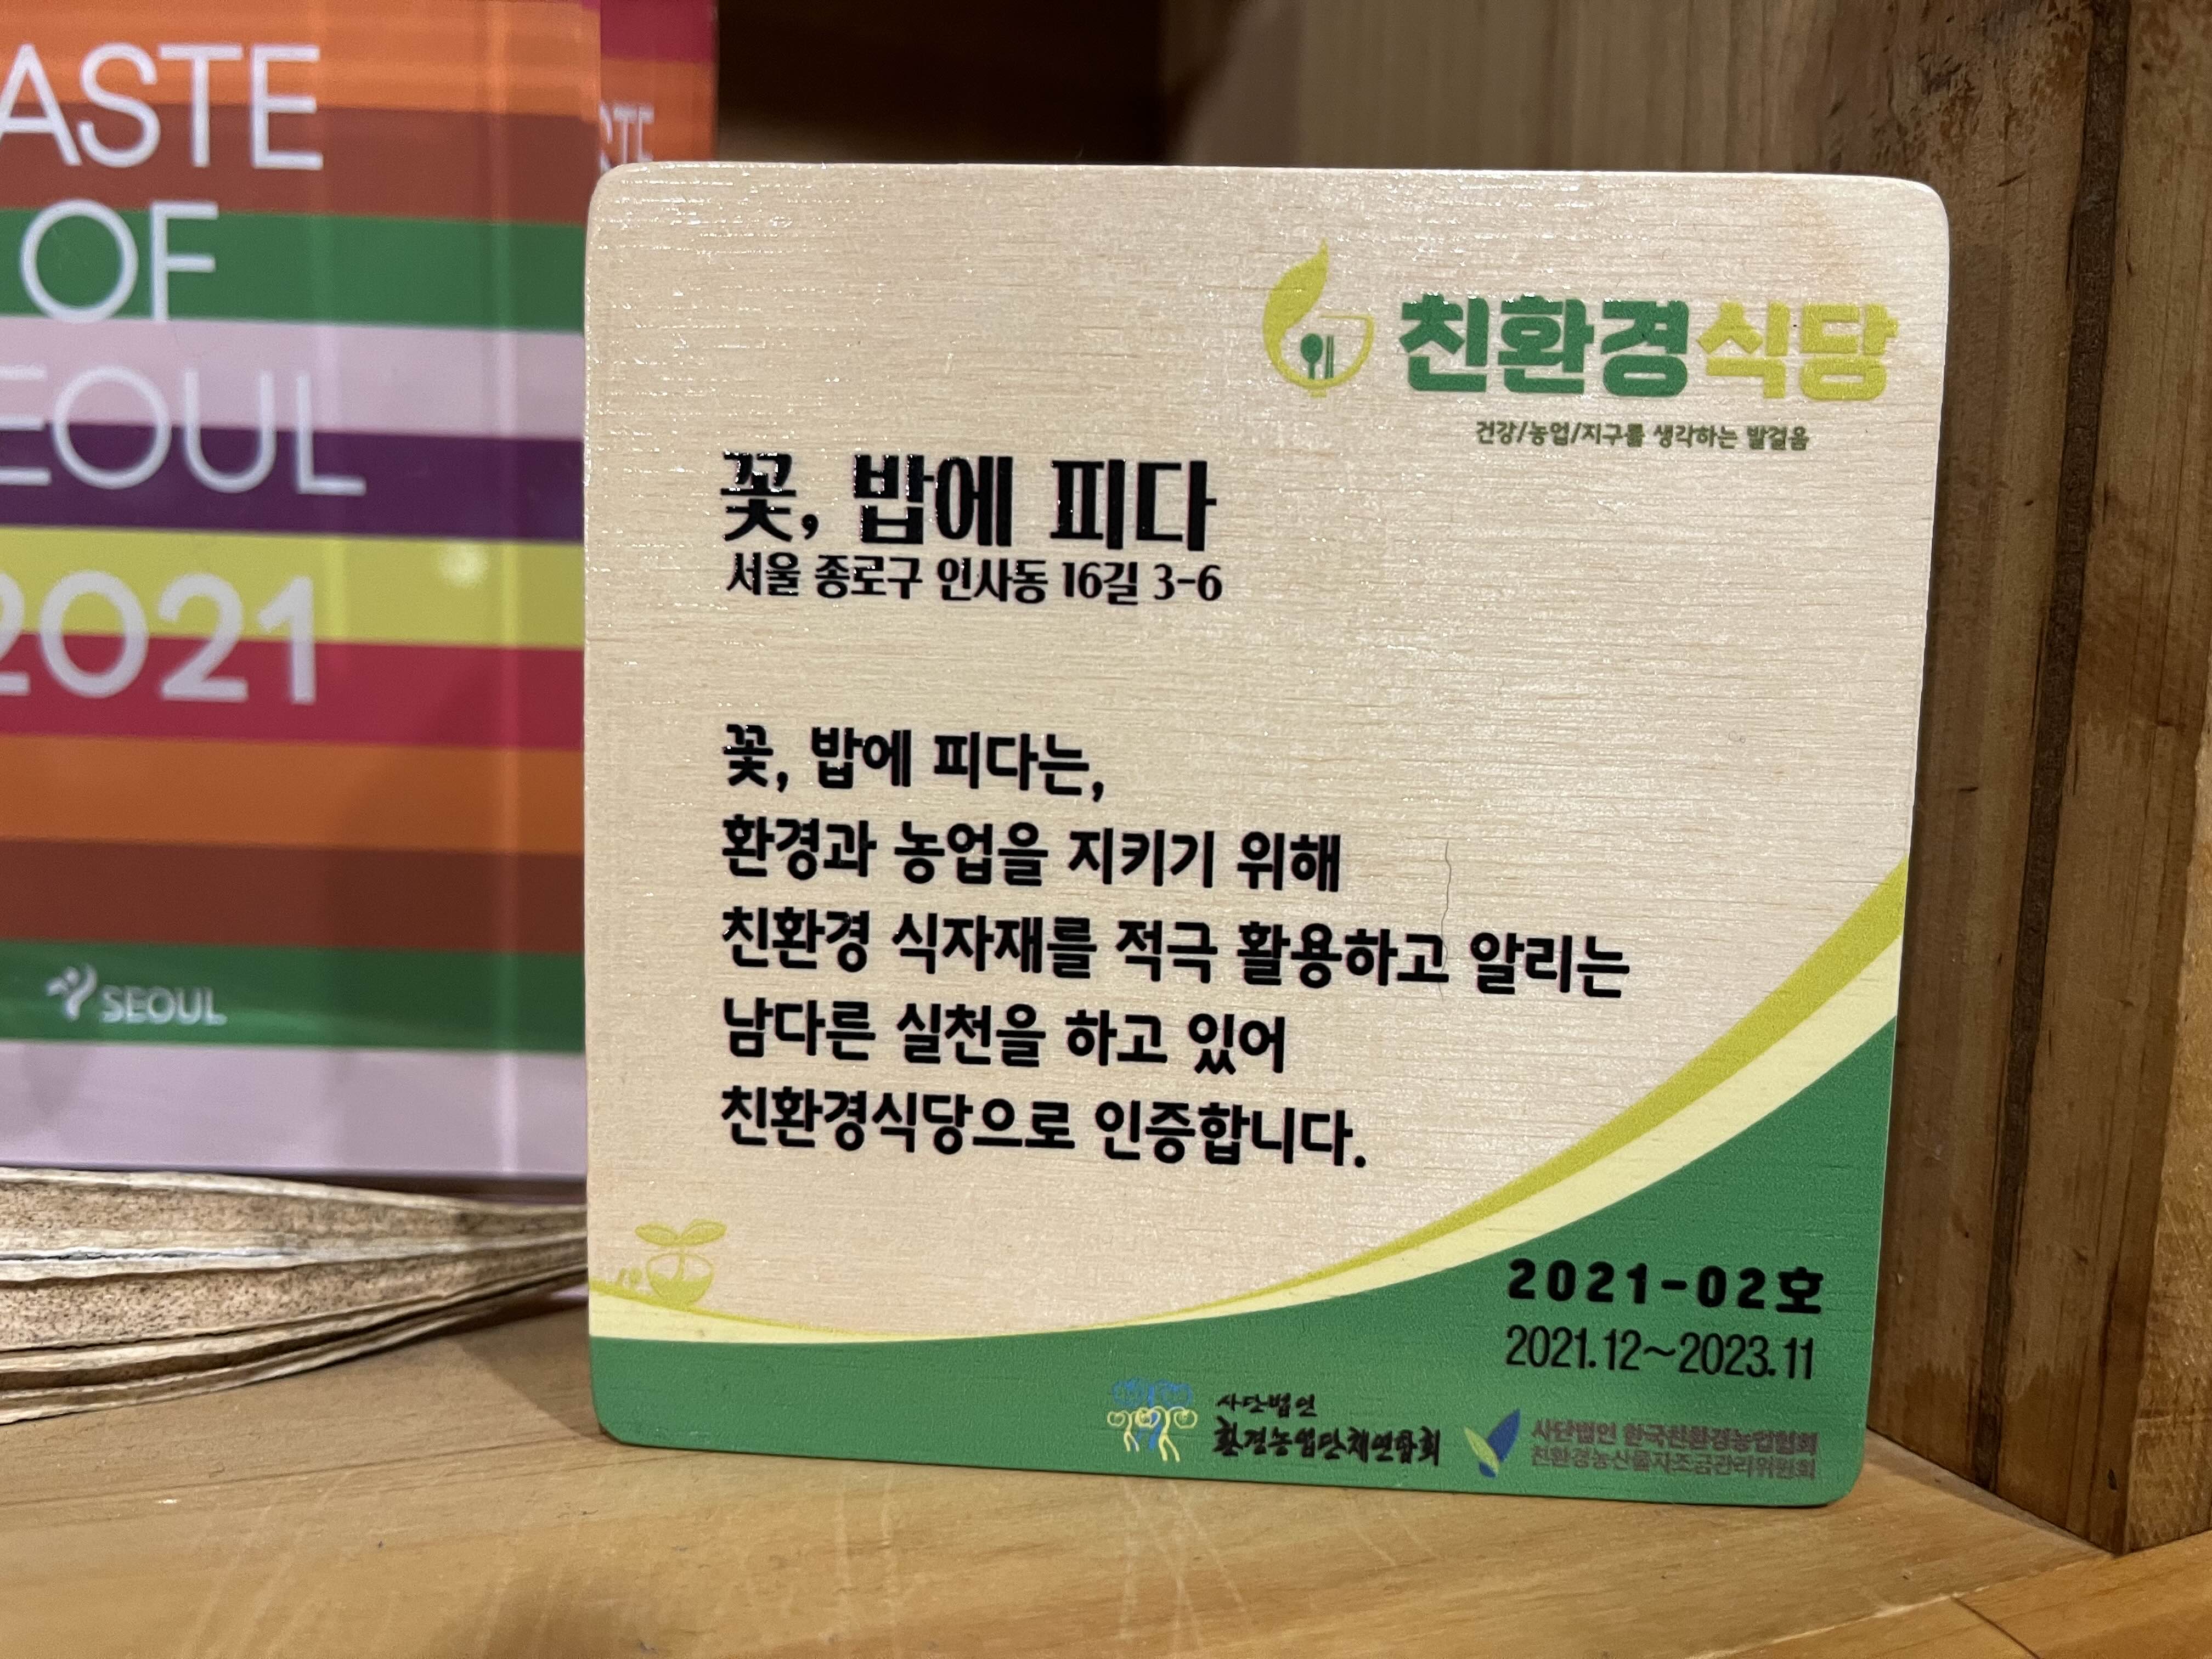 ASTE
OF
EOUL
2021
SEOUL
친환경식당
건강/농업/지구를 생각하는 발걸음
꽃, 밥에 피다
서울 종로구 인사동 16길 3-6
꽃, 밥에 피다는,
환경과 농업을 지키기 위해
친환경 식자재를 적극 활용하고 알리는
남다른 실천을 하고 있어
친환경식당으로 인증합니다.
2021-02호
2021.12~2023.11
사단법인
환경농업단체연합회
사단법인 한국친환경농업협회
친환경농산물자조금관리위원회